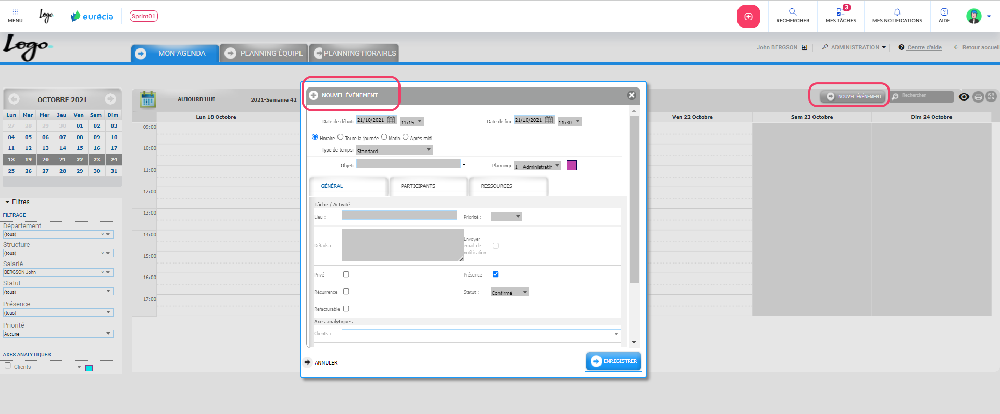 MENU
Logo
eurécia
Sprint01
RECHERCHER
3
MES TÂCHES
MES NOTIFICATIONS
AIDE
Logo
MON AGENDA
PLANNING ÉQUIPE
PLANNING HORAIRES
John BERGSON
ADMINISTRATION
Centre d'aide
Retour accueil
OCTOBRE 2021
Lun Mar Mer Jeu Ven Sam Dim
27 28 29 30 01 02 03
04 05 06 07 08 09 10
11 12 13 14 15 16 17
18 19 20 21 22 23 24
25 26 27 28 29 30 31
Filtres
FILTRAGE
Département
(tous)
Structure
(tous)
Salarié
BERGSON John
Statut
(tous)
Présence
(tous)
Priorité
Aucune
AXES ANALYTIQUES
Clients
AUJOURD'HUI
2021-Semaine 42
NOUVEL ÉVÉNEMENT
Rechercher
Lun 18 Octobre
Ven 22 Octobre
Sam 23 Octobre
Dim 24 Octobre
09:00
10:00
11:00
12:00
13:00
14:00
15:00
16:00
17:00
NOUVEL ÉVÉNEMENT
Date de début: 21/10/2021 11:15
Date de fin: 21/10/2021 11:30
Horaire Toute la journée Matin Après-midi
Type de temps: Standard
Objet: *
Planning: 1 - Administratif
GÉNÉRAL
PARTICIPANTS
RESSOURCES
Tâche / Activité
Lieu :
Priorité :
Détails :
Envoyer
email de
notification
Privé
Présence
Récurrence
Statut : Confirmé
Refacturable
Axes analytiques
Clients :
ANNULER
ENREGISTRER